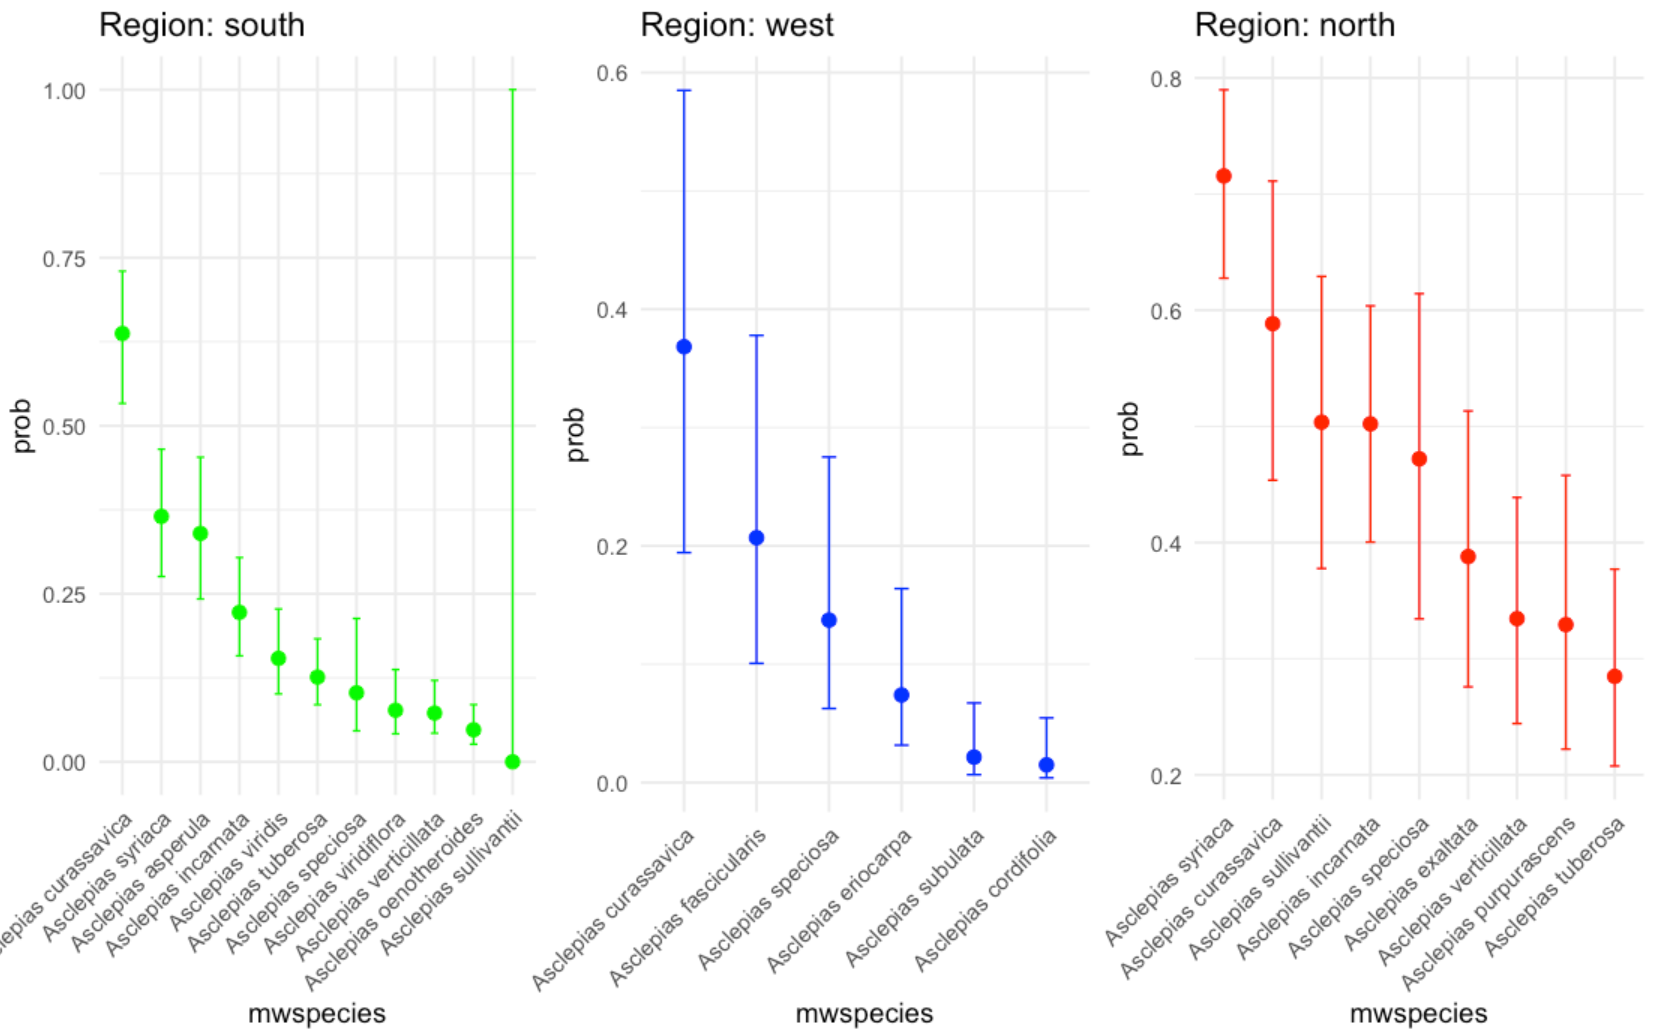 Region: south
1.00
0.75
0.50
0.25
0.00
prob
lepias curassavica
Asclepias syriaca
Asclepias asperula
Asclepias incarnata
Asclepias viridis
Asclepias tuberosa
Asclepias speciosa
Asclepias viridiflora
Asclepias verticillata
Asclepias oenotheroides
Asclepias sullivantii
mwspecies
Region: west
0.6
0.4
0.2
0.0
prob
Asclepias curassavica
Asclepias fascicularis
Asclepias speciosa
Asclepias eriocarpa
Asclepias subulata
Asclepias cordifolia
mwspecies
Region: north
0.8
0.6
0.4
0.2
prob
Asclepias syriaca
Asclepias curassavica
Asclepias sullivantii
Asclepias incarnata
Asclepias speciosa
Asclepias exaltata
Asclepias verticillata
Asclepias purpurascens
Asclepias tuberosa
mwspecies